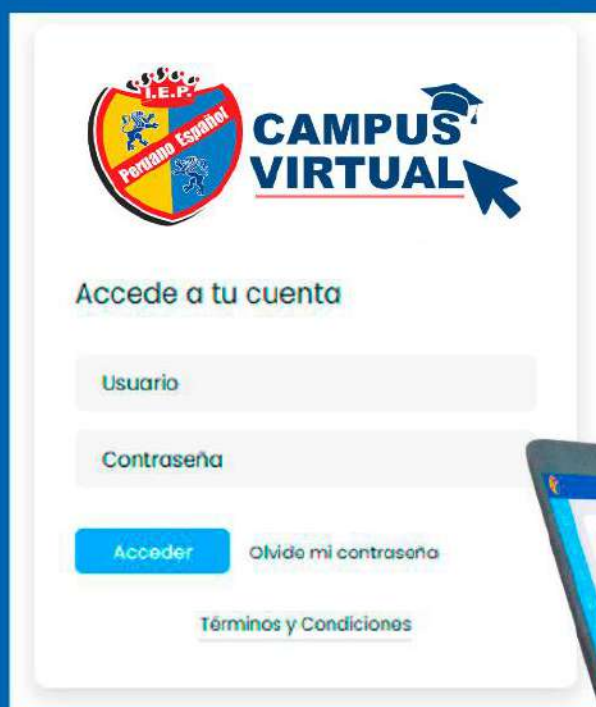 I.E.P.
Peruano Español
CAMPUS
VIRTUAL
Accede a tu cuenta
Usuario
Contraseña
Acceder
Olvide mi contraseña
Términos y Condiciones